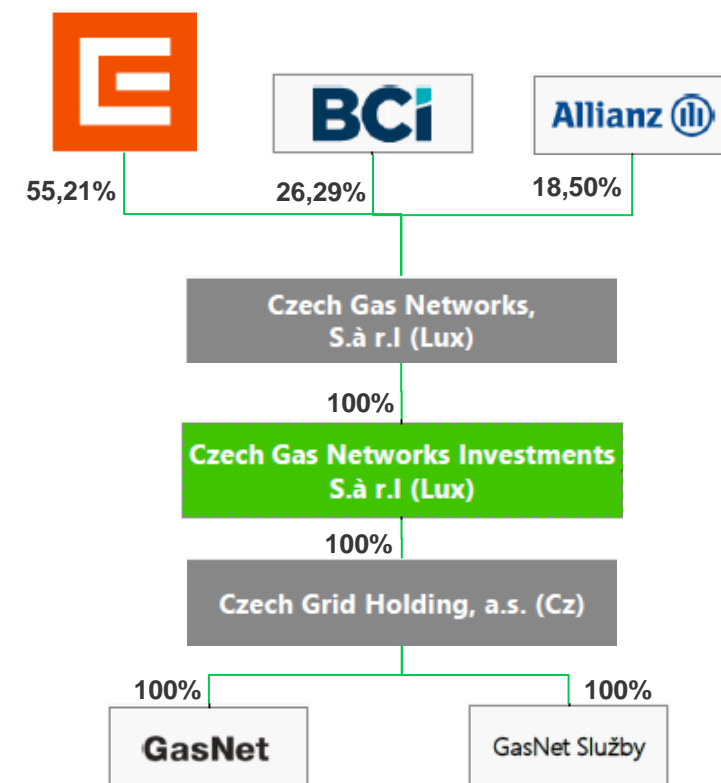 BCi
Allianz
55,21%
26,29%
18,50%
Czech Gas Networks,
S.à r.l (Lux)
100%
Czech Gas Networks Investments
S.à r.l (Lux)
100%
Czech Grid Holding, a.s. (Cz)
100%
100%
GasNet
GasNet Služby